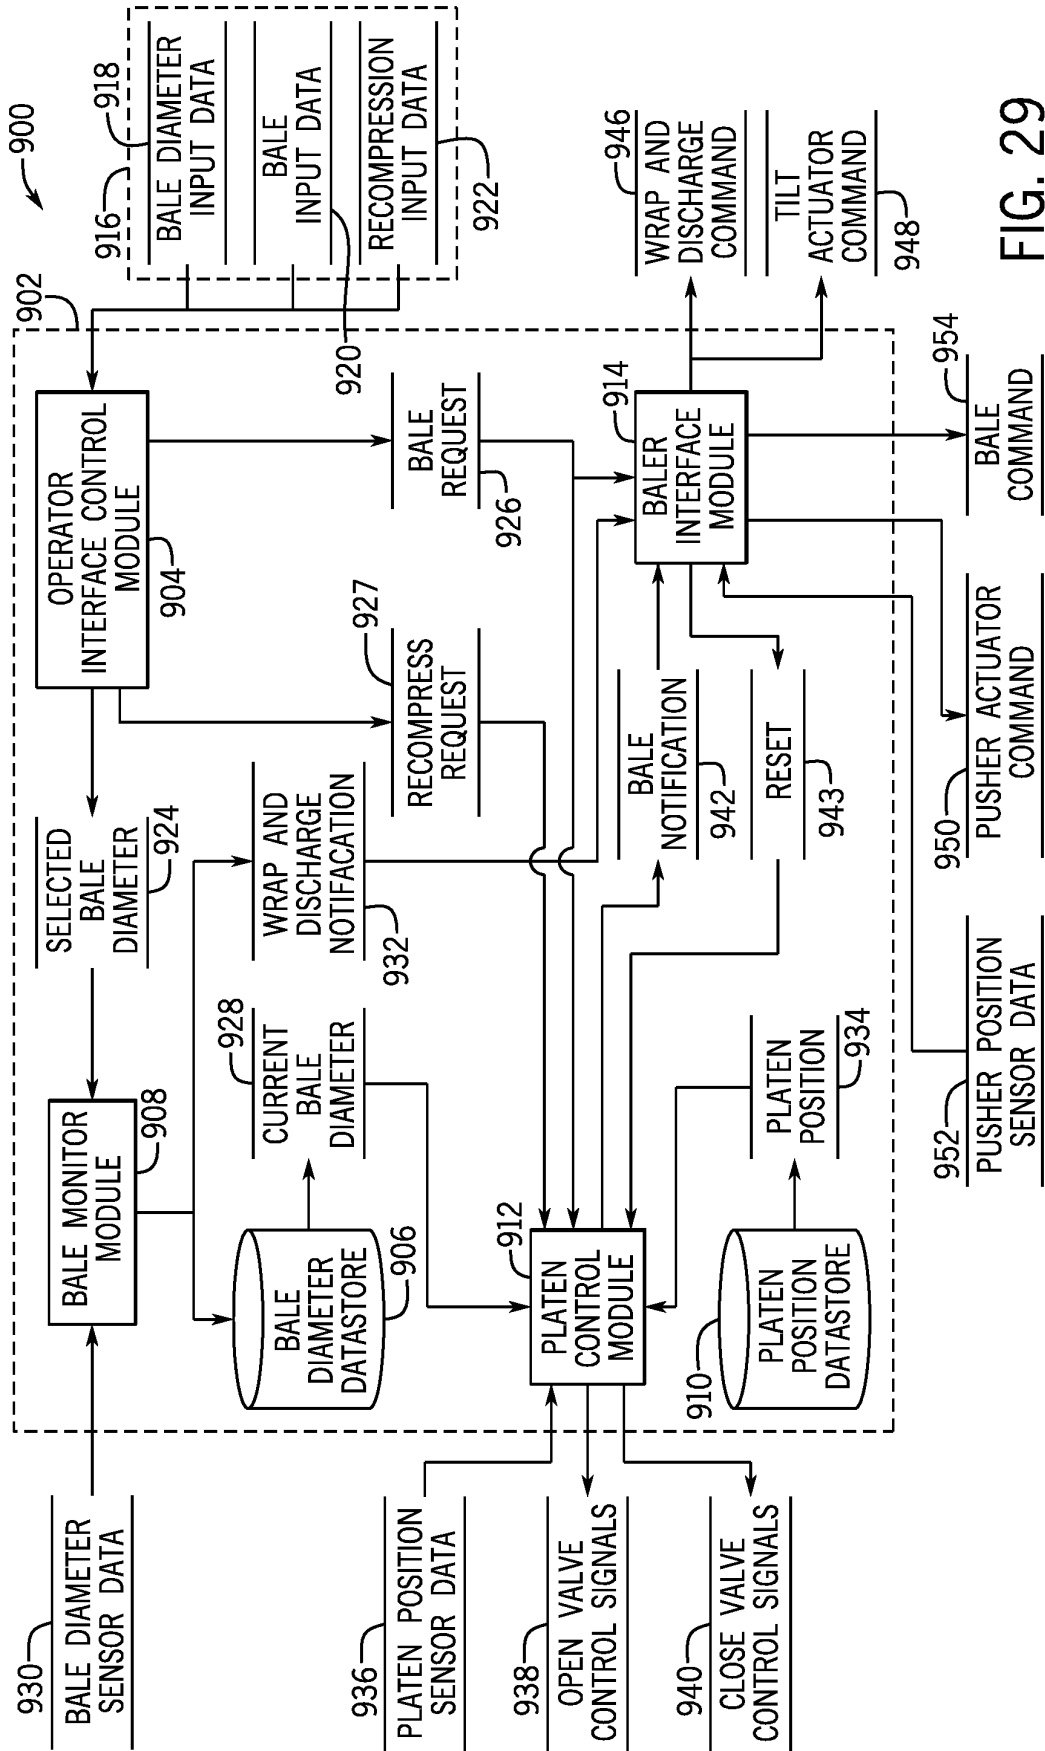 900
902
916
918
BALE DIAMETER
INPUT DATA
BALE
INPUT DATA
920
RECOMPRESSION
INPUT DATA
922
930
BALE DIAMETER
SENSOR DATA
BALE MONITOR
MODULE
908
SELECTED
BALE
DIAMETER
924
OPERATOR
INTERFACE CONTROL
MODULE
904
BALE
DIAMETER
DATASTORE
906
928
CURRENT
BALE
DIAMETER
WRAP AND
DISCHARGE
NOTIFACATION
932
927
RECOMPRESS
REQUEST
BALE
REQUEST
926
936
PLATEN POSITION
SENSOR DATA
938
OPEN VALVE
CONTROL SIGNALS
940
CLOSE VALVE
CONTROL SIGNALS
912
PLATEN
CONTROL
MODULE
910
PLATEN
POSITION
DATASTORE
PLATEN
POSITION
934
BALE
NOTIFICATION
942
RESET
943
914
BALER
INTERFACE
MODULE
946
WRAP AND
DISCHARGE
COMMAND
TILT
ACTUATOR
COMMAND
948
952
PUSHER POSITION
SENSOR DATA
950
PUSHER ACTUATOR
COMMAND
954
BALE
COMMAND
FIG. 29